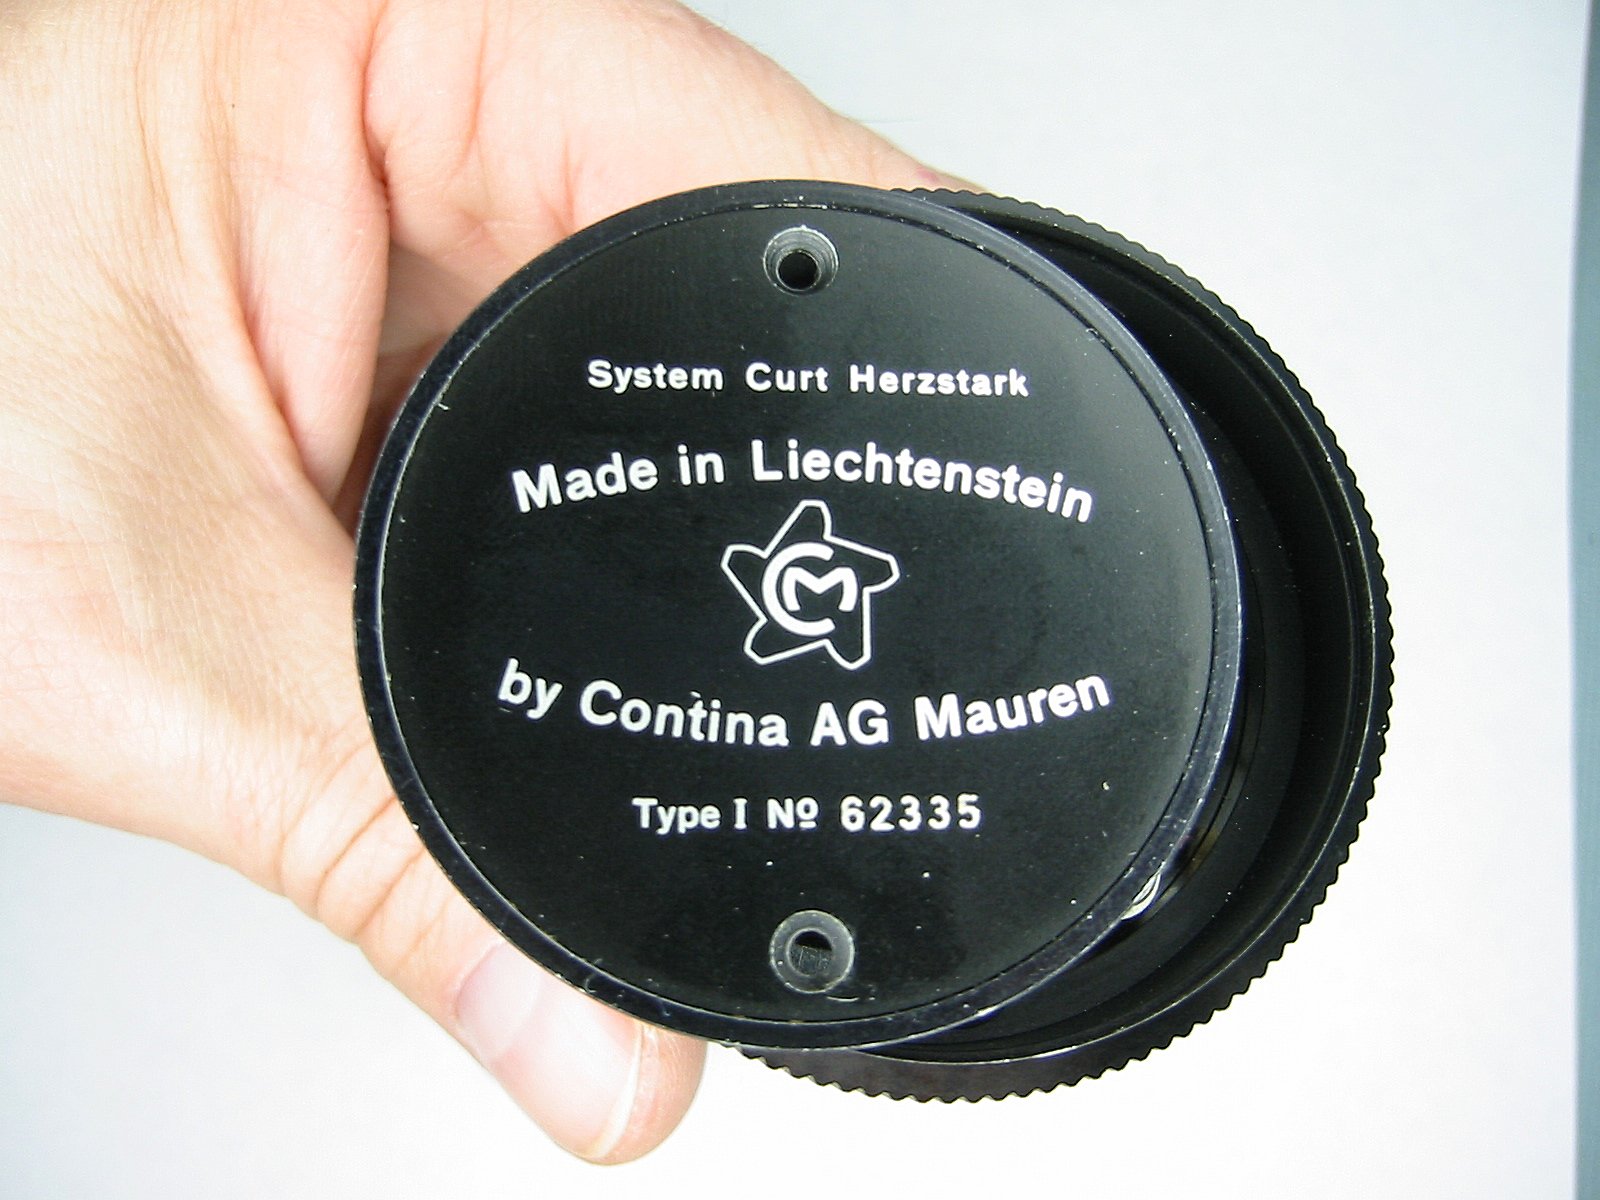 System Curt Herzstark
Made in Liechtenstein
CM
by Contina AG Mauren
Type I Nº 62335